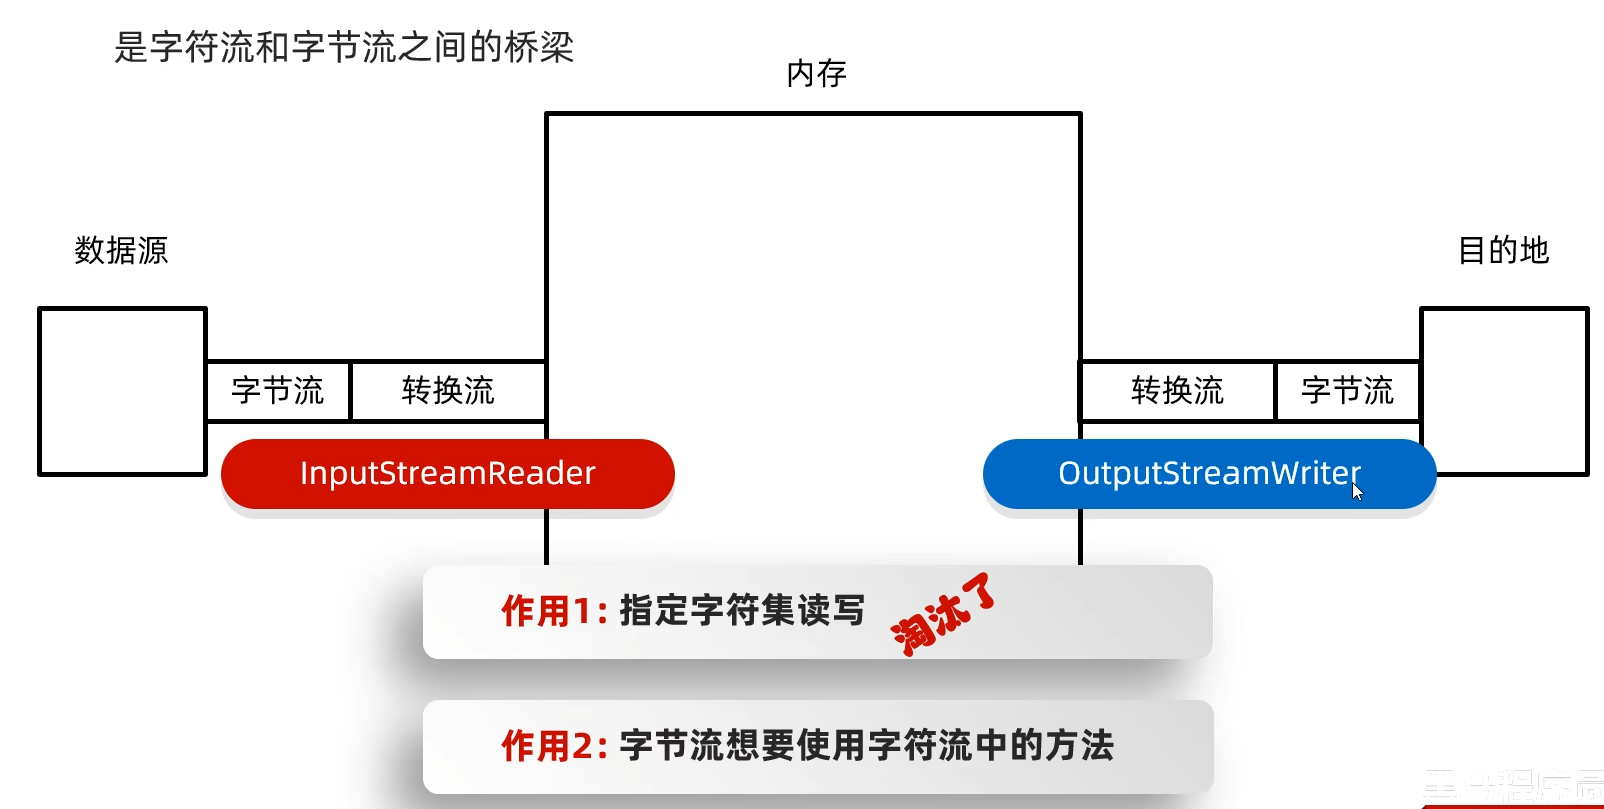 是字符流和字节流之间的桥梁
内存
数据源
目的地
字节流
转换流
转换流
字节流
InputStreamReader
OutputStreamWriter
作用1：指定字符集读写
淘汰了
作用2：字节流想要使用字符流中的方法